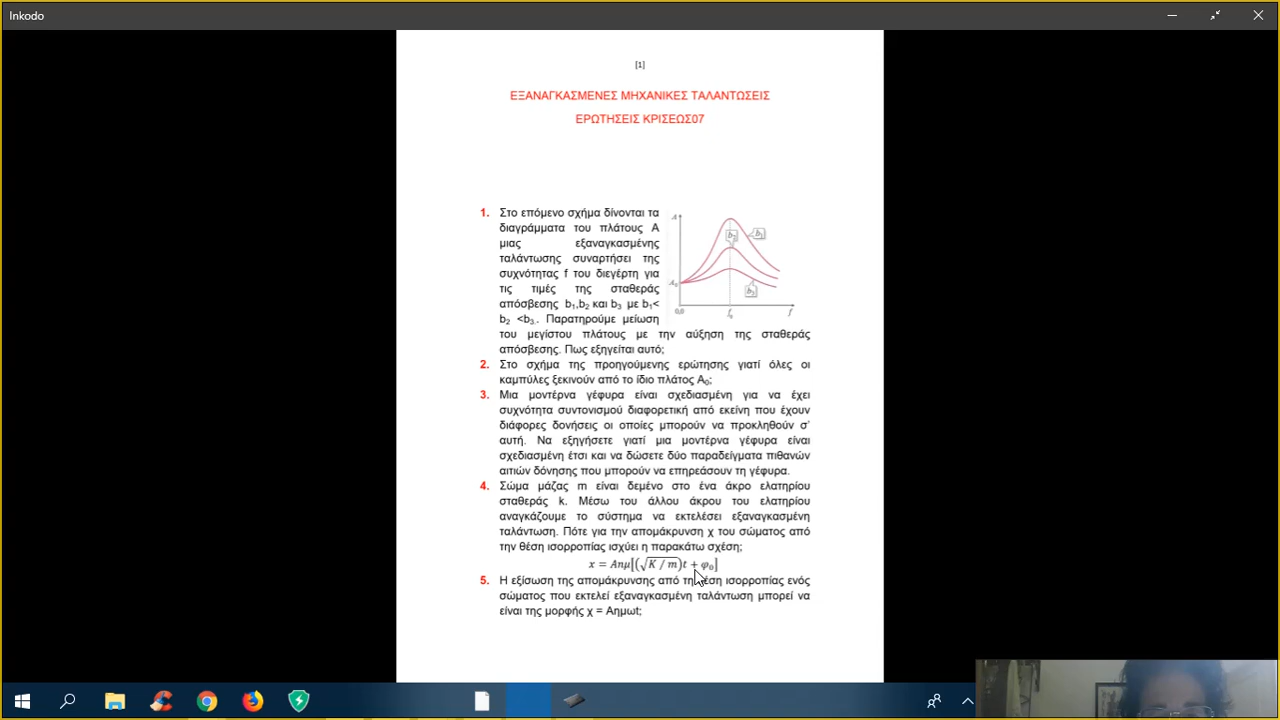 Inkodo
[1]
ΕΞΑΝΑΓΚΑΣΜΕΝΕΣ ΜΗΧΑΝΙΚΕΣ ΤΑΛΑΝΤΩΣΕΙΣ
ΕΡΩΤΗΣΕΙΣ ΚΡΙΣΕΩΣ07
1. Στο επόμενο σχήμα δίνονται τα
διαγράμματα του πλάτους Α
μιας εξαναγκασμένης
ταλάντωσης συναρτήσει της
συχνότητας f του διεγέρτη για
τις τιμές της σταθεράς
απόσβεσης b₁,b₂ και b₃ με b₁<
b₂ <b₃. Παρατηρούμε μείωση
A
b₁
b₂
b₃
A₀
0,0
f₀
f
του μεγίστου πλάτους με την αύξηση της σταθεράς
απόσβεσης. Πως εξηγείται αυτό;
2. Στο σχήμα της προηγούμενης ερώτησης γιατί όλες οι
καμπύλες ξεκινούν από το ίδιο πλάτος Α₀;
3. Μια μοντέρνα γέφυρα είναι σχεδιασμένη για να έχει
συχνότητα συντονισμού διαφορετική από εκείνη που έχουν
διάφορες δονήσεις οι οποίες μπορούν να προκληθούν σ'
αυτή. Να εξηγήσετε γιατί μια μοντέρνα γέφυρα είναι
σχεδιασμένη έτσι και να δώσετε δύο παραδείγματα πιθανών
αιτιών δόνησης που μπορούν να επηρεάσουν τη γέφυρα.
4. Σώμα μάζας m είναι δεμένο στο ένα άκρο ελατηρίου
σταθεράς k. Μέσω του άλλου άκρου του ελατηρίου
αναγκάζουμε το σύστημα να εκτελέσει εξαναγκασμένη
ταλάντωση. Πότε για την απομάκρυνση χ του σώματος από
την θέση ισορροπίας ισχύει η παρακάτω σχέση;
x = Αημ[(√K / m)t + φ₀]
5. Η εξίσωση της απομάκρυνσης από τη θέση ισορροπίας ενός
σώματος που εκτελεί εξαναγκασμένη ταλάντωση μπορεί να
είναι της μορφής χ = Αημωt;